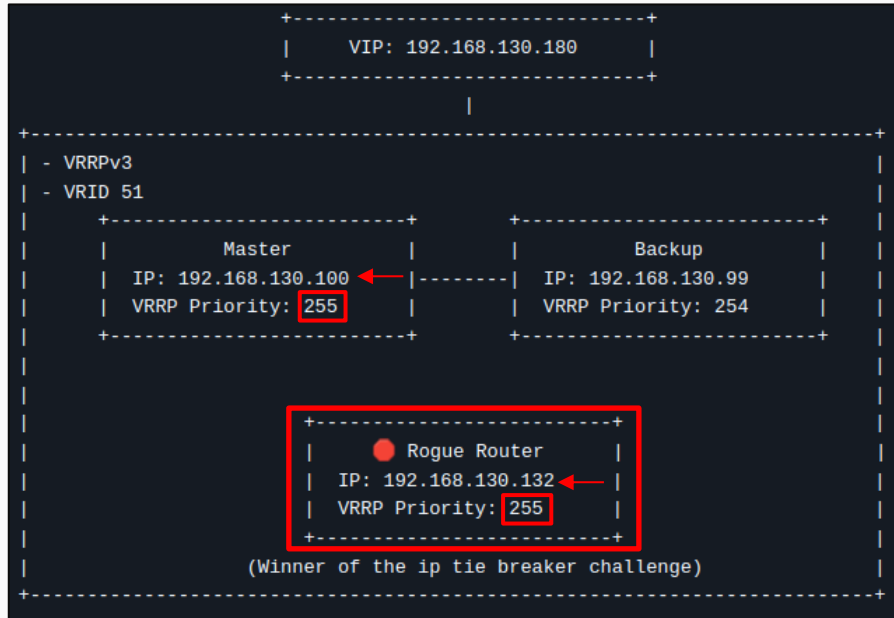 VIP: 192.168.130.180
- VRRPv3
- VRID 51
Master
IP: 192.168.130.100
VRRP Priority: 255
Backup
IP: 192.168.130.99
VRRP Priority: 254
Rogue Router
IP: 192.168.130.132
VRRP Priority: 255
(Winner of the ip tie breaker challenge)